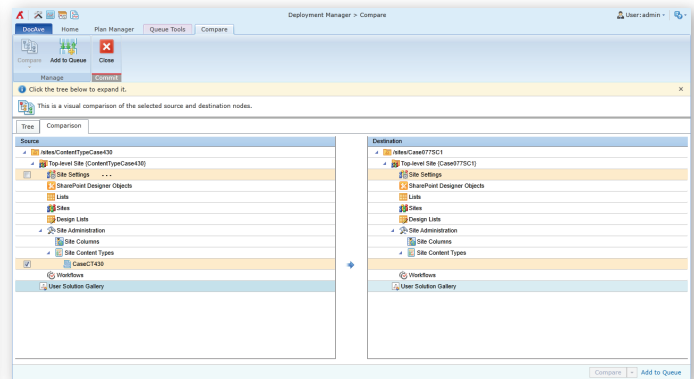 Deployment Manager > Compare
User:admin
DocAve
Home
Plan Manager
Queue Tools
Compare
Compare
Add to Queue
Close
Manage
Commit
Click the tree below to expand it.
This is a visual comparison of the selected source and destination nodes.
Tree
Comparison
Source
/sites/ContentTypeCase430
Top-level Site {ContentTypeCase430}
Site Settings ...
SharePoint Designer Objects
Lists
Sites
Design Lists
Site Administration
Site Columns
Site Content Types
CaseCT430
Workflows
User Solution Gallery
Destination
/sites/Case077SC1
Top-level Site {Case077SC1}
Site Settings
SharePoint Designer Objects
Lists
Sites
Design Lists
Site Administration
Site Columns
Site Content Types
Workflows
User Solution Gallery
Compare
Add to Queue